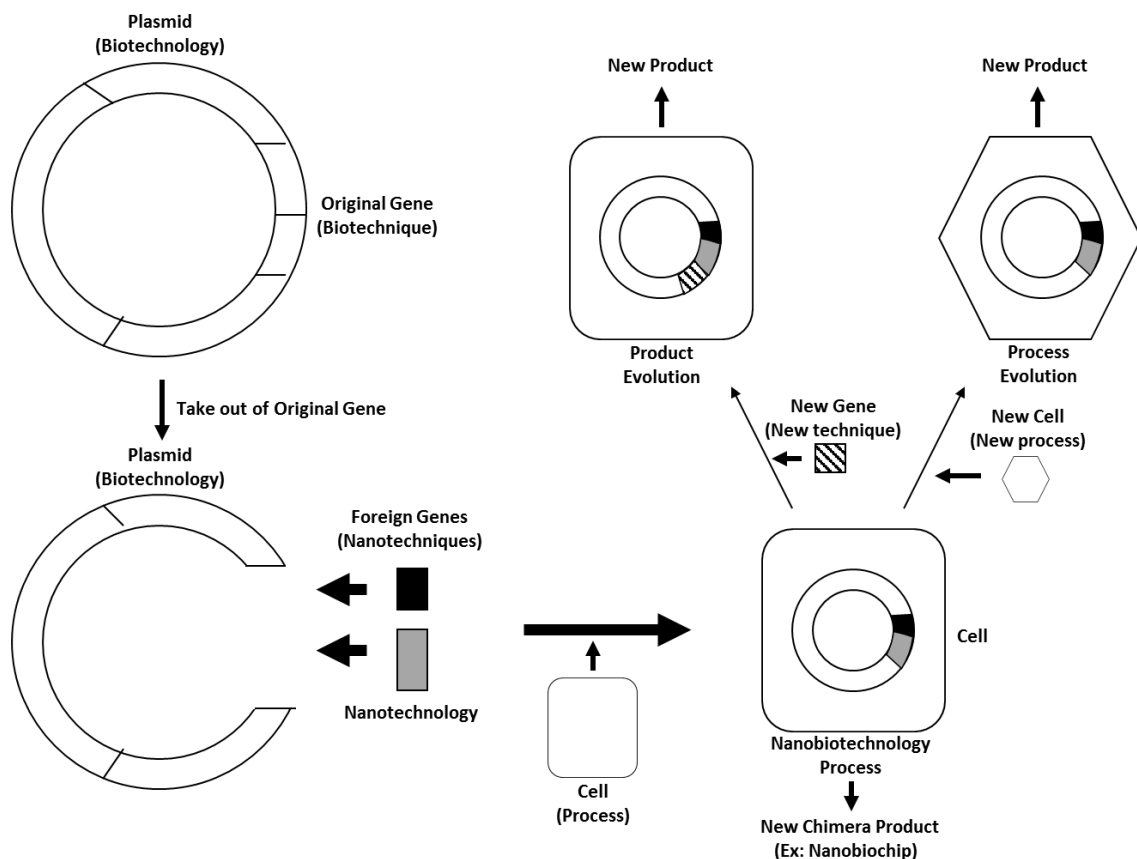 Plasmid
(Biotechnology)
Original Gene
(Biotechnique)
Take out of Original Gene
Plasmid
(Biotechnology)
Foreign Genes
(Nanotechniques)
Nanotechnology
Cell
(Process)
New Product
Product
Evolution
New Gene
(New technique)
New Product
Process
Evolution
New Cell
(New process)
Cell
Nanobiotechnology
Process
New Chimera Product
(Ex: Nanobiochip)